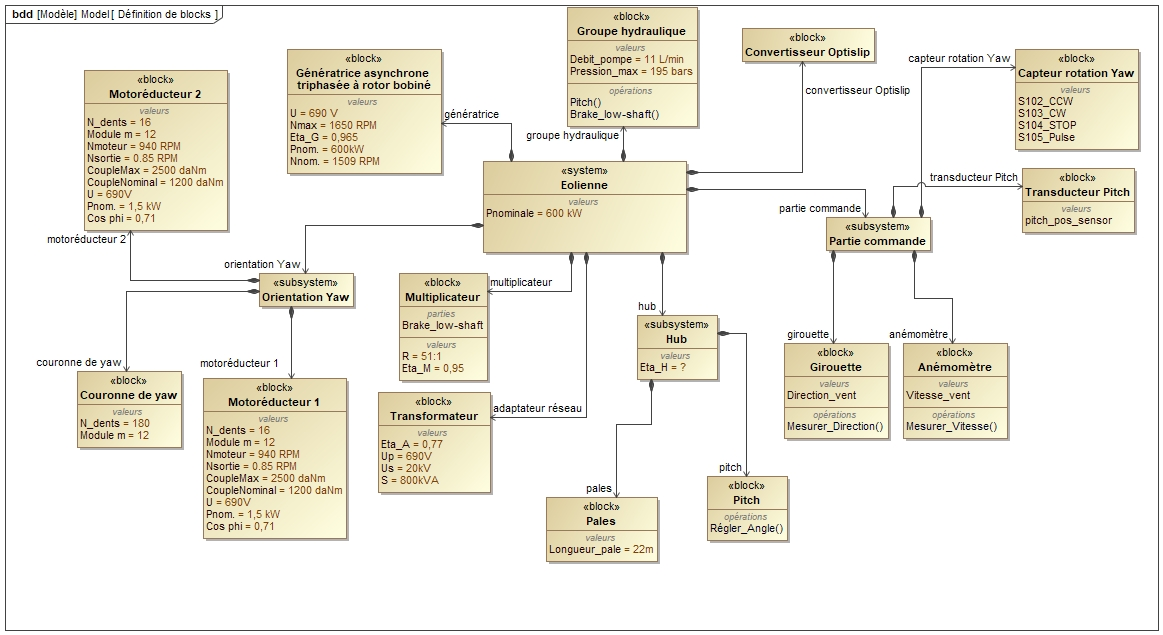 bdd [Modèle] Model[ Définition de blocks ]
«block»
Groupe hydraulique
valeurs
Debit_pompe = 11 L/min
Pression_max = 195 bars
opérations
Pitch()
Brake_low-shaft()
«block»
Convertisseur Optislip
«block»
Génératrice asynchrone
triphasée à rotor bobiné
valeurs
U = 690 V
Nmax = 1650 RPM
Eta_G = 0,965
Pnom. = 600kW
Nnom. = 1509 RPM
«block»
Motoréducteur 2
valeurs
N_dents = 16
Module m = 12
Nmoteur = 940 RPM
Nsortie = 0.85 RPM
CoupleMax = 2500 daNm
CoupleNominal = 1200 daNm
U = 690V
Pnom. = 1,5 kW
Cos phi = 0,71
capteur rotation Yaw
«block»
Capteur rotation Yaw
valeurs
S102_CCW
S103_CW
S104_STOP
S105_Pulse
convertisseur Optislip
génératrice
groupe hydraulique
«system»
Eolienne
valeurs
Pnominale = 600 kW
transducteur Pitch
«block»
Transducteur Pitch
valeurs
pitch_pos_sensor
partie commande
«subsystem»
Partie commande
motoréducteur 2
orientation Yaw
«subsystem»
Orientation Yaw
multiplicateur
«block»
Multiplicateur
parties
Brake_low-shaft
valeurs
R = 51:1
Eta_M = 0,95
hub
«subsystem»
Hub
valeurs
Eta_H = ?
girouette
«block»
Girouette
valeurs
Direction_vent
opérations
Mesurer_Direction()
anémomètre
«block»
Anémomètre
valeurs
Vitesse_vent
opérations
Mesurer_Vitesse()
couronne de yaw
«block»
Couronne de yaw
valeurs
N_dents = 180
Module m = 12
motoréducteur 1
«block»
Motoréducteur 1
valeurs
N_dents = 16
Module m = 12
Nmoteur = 940 RPM
Nsortie = 0.85 RPM
CoupleMax = 2500 daNm
CoupleNominal = 1200 daNm
U = 690V
Pnom. = 1,5 kW
Cos phi = 0,71
adaptateur réseau
«block»
Transformateur
valeurs
Eta_A = 0,77
Up = 690V
Us = 20kV
S = 800kVA
pales
«block»
Pales
valeurs
Longueur_pale = 22m
pitch
«block»
Pitch
opérations
Régler_Angle()